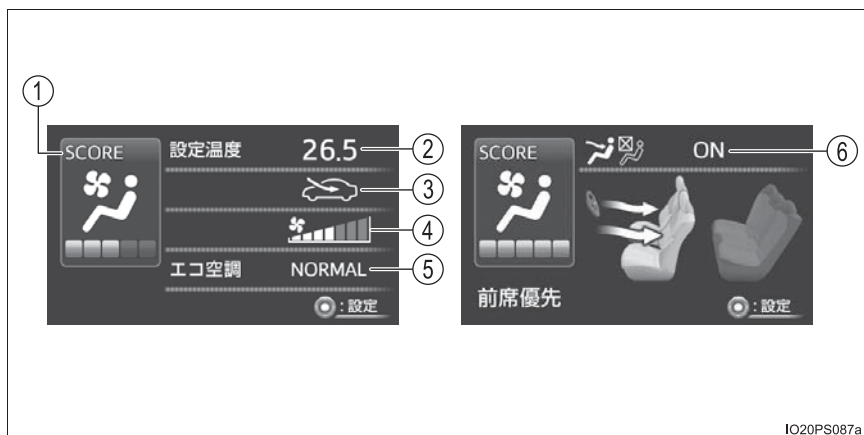 ①
SCORE
設定温度 26.5 ②
③
④
エコ空調 NORMAL ⑤
:設定
SCORE
ON ⑥
前席優先
:設定
IO20PS087a